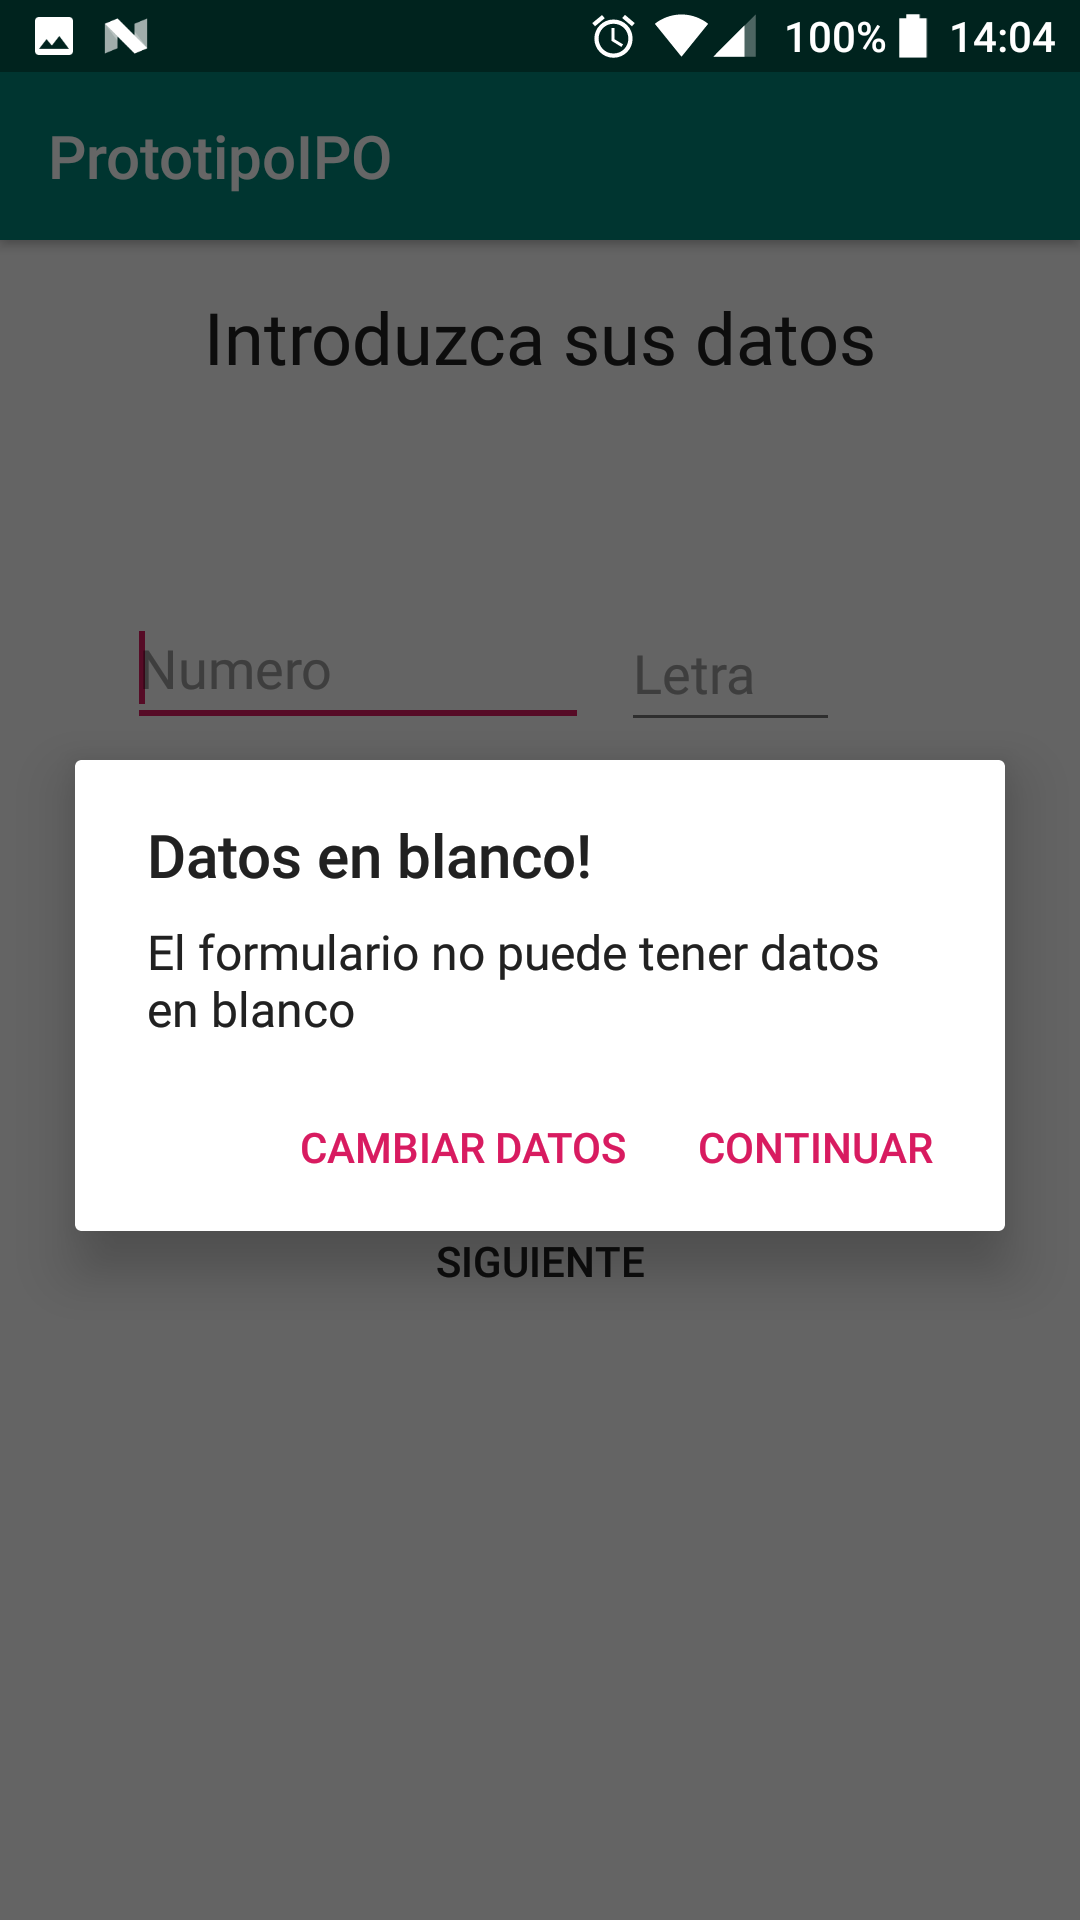 100% 14:04
PrototipoIPO
Introduzca sus datos
Numero Letra
Datos en blanco!
El formulario no puede tener datos
en blanco
CAMBIAR DATOS CONTINUAR
SIGUIENTE